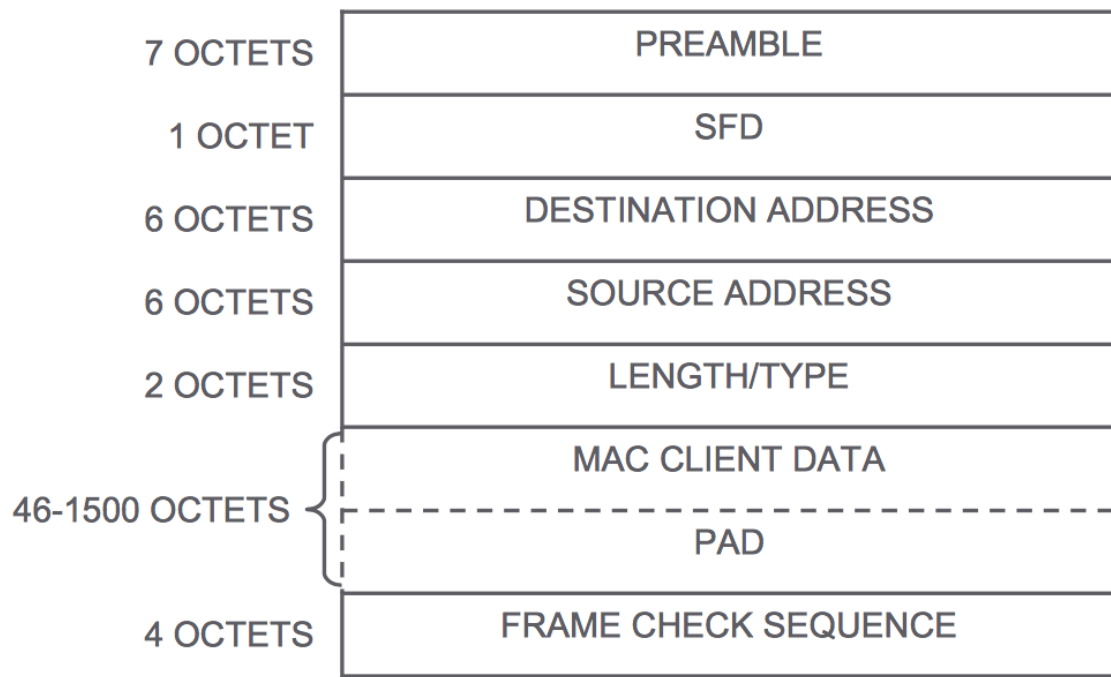 7 OCTETS PREAMBLE
1 OCTET SFD
6 OCTETS DESTINATION ADDRESS
6 OCTETS SOURCE ADDRESS
2 OCTETS LENGTH/TYPE
MAC CLIENT DATA
46-1500 OCTETS
PAD
4 OCTETS FRAME CHECK SEQUENCE